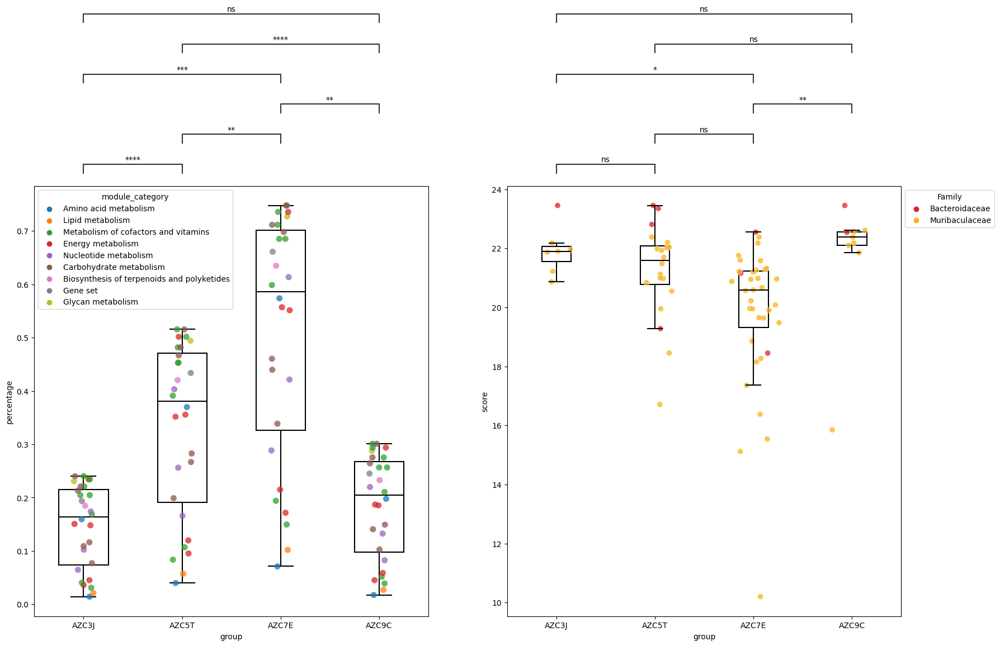 ns
****
***
**
**
****
ns
ns
*
**
ns
ns
module_category
Amino acid metabolism
Lipid metabolism
Metabolism of cofactors and vitamins
Energy metabolism
Nucleotide metabolism
Carbohydrate metabolism
Biosynthesis of terpenoids and polyketides
Gene set
Glycan metabolism
percentage
0.7
0.6
0.5
0.4
0.3
0.2
0.1
0.0
AZC3J AZC5T AZC7E AZC9C
group
score
24
22
20
18
16
14
12
10
AZC3J AZC5T AZC7E AZC9C
group
Family
Bacteroidaceae
Muribaculaceae